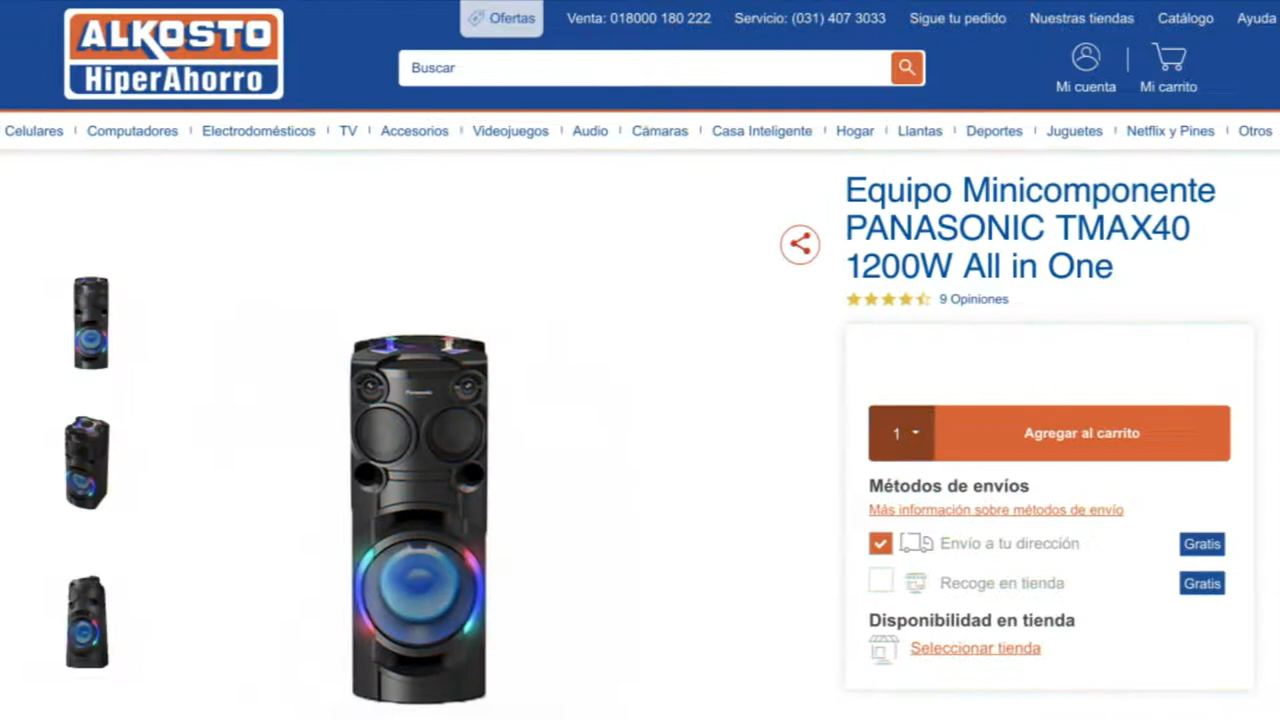 ALKOSTO
HiperAhorro
Ofertas
Venta: 018000 180 222
Servicio: (031) 407 3033
Sigue tu pedido
Nuestras tiendas
Catálogo
Ayuda
Buscar
Mi cuenta
Mi carrito
Celulares
Computadores
Electrodomésticos
TV
Accesorios
Videojuegos
Audio
Cámaras
Casa Inteligente
Hogar
Llantas
Deportes
Juguetes
Netflix y Pines
Otros
Equipo Minicomponente
PANASONIC TMAX40
1200W All in One
9 Opiniones
Panasonic
1
Agregar al carrito
Métodos de envíos
Más información sobre métodos de envío
Envío a tu dirección
Gratis
Recoge en tienda
Gratis
Disponibilidad en tienda
Seleccionar tienda